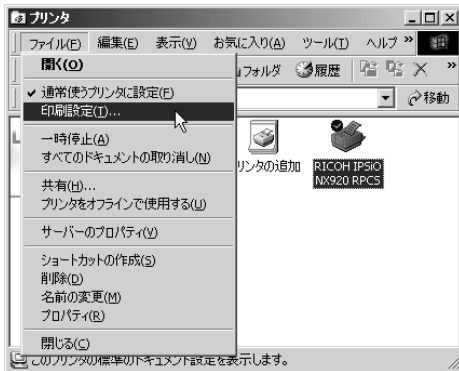 プリンタ
ファイル(F) 編集(E) 表示(V) お気に入り(A) ツール(T) ヘルプ »
開く(O)
フォルダ 履歴 »
✓ 通常使うプリンタに設定(F)
移動
印刷設定(I)...
一時停止(A)
すべてのドキュメントの取り消し(N)
リンタの追加
RICOH IPSiO
NX920 RPCS
共有(H)...
プリンタをオフラインで使用する(U)
サーバーのプロパティ(V)
ショートカットの作成(S)
削除(D)
名前の変更(M)
プロパティ(R)
閉じる(C)
このプリンタの標準のドキュメント設定を表示します。